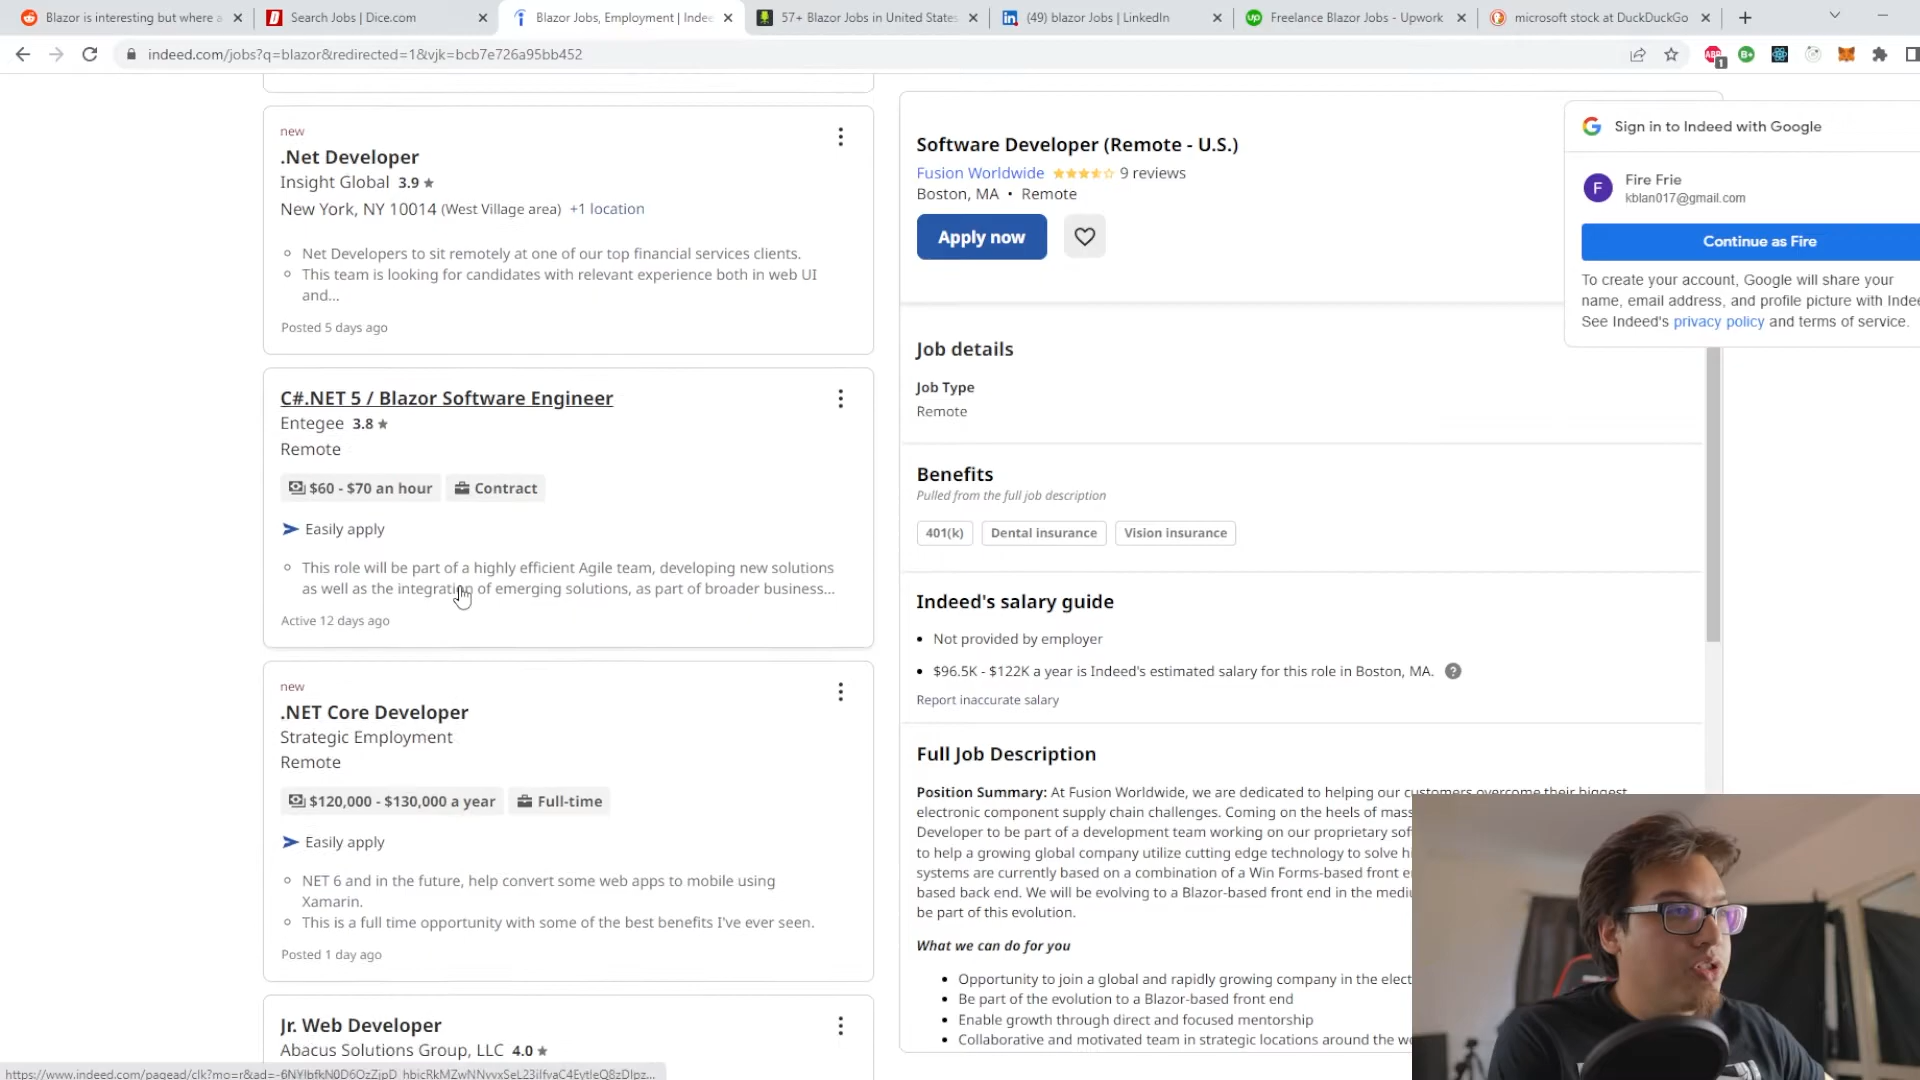 Blazor is interesting but where a
Search Jobs | Dice.com
Blazor Jobs, Employment | Indee
57+ Blazor Jobs in United States
(49) blazor Jobs | LinkedIn
Freelance Blazor Jobs - Upwork
microsoft stock at DuckDuckGo
indeed.com/jobs?q=blazor&redirected=1&vjk=bcb7e726a95bb452
new
.Net Developer
Insight Global 3.9
New York, NY 10014 (West Village area) +1 location
Net Developers to sit remotely at one of our top financial services clients.
This team is looking for candidates with relevant experience both in web UI
and...
Posted 5 days ago
C#.NET 5 / Blazor Software Engineer
Entegee 3.8
Remote
$60 - $70 an hour
Contract
Easily apply
This role will be part of a highly efficient Agile team, developing new solutions
as well as the integration of emerging solutions, as part of broader business...
Active 12 days ago
new
.NET Core Developer
Strategic Employment
Remote
$120,000 - $130,000 a year
Full-time
Easily apply
NET 6 and in the future, help convert some web apps to mobile using
Xamarin.
This is a full time opportunity with some of the best benefits I've ever seen.
Posted 1 day ago
Jr. Web Developer
Abacus Solutions Group, LLC 4.0
Software Developer (Remote - U.S.)
Fusion Worldwide 9 reviews
Boston, MA • Remote
Apply now
Job details
Job Type
Remote
Benefits
Pulled from the full job description
401(k)
Dental insurance
Vision insurance
Indeed's salary guide
Not provided by employer
$96.5K - $122K a year is Indeed's estimated salary for this role in Boston, MA.
Report inaccurate salary
Full Job Description
Position Summary: At Fusion Worldwide, we are dedicated to helping our customers overcome their biggest
electronic component supply chain challenges. Coming on the heels of mass
Developer to be part of a development team working on our proprietary sof
to help a growing global company utilize cutting edge technology to solve h
systems are currently based on a combination of a Win Forms-based front e
based back end. We will be evolving to a Blazor-based front end in the medi
be part of this evolution.
What we can do for you
Opportunity to join a global and rapidly growing company in the elect
Be part of the evolution to a Blazor-based front end
Enable growth through direct and focused mentorship
Collaborative and motivated team in strategic locations around the w
Sign in to Indeed with Google
F
Fire Frie
kblan017@gmail.com
Continue as Fire
To create your account, Google will share your
name, email address, and profile picture with Indee
See Indeed's privacy policy and terms of service.